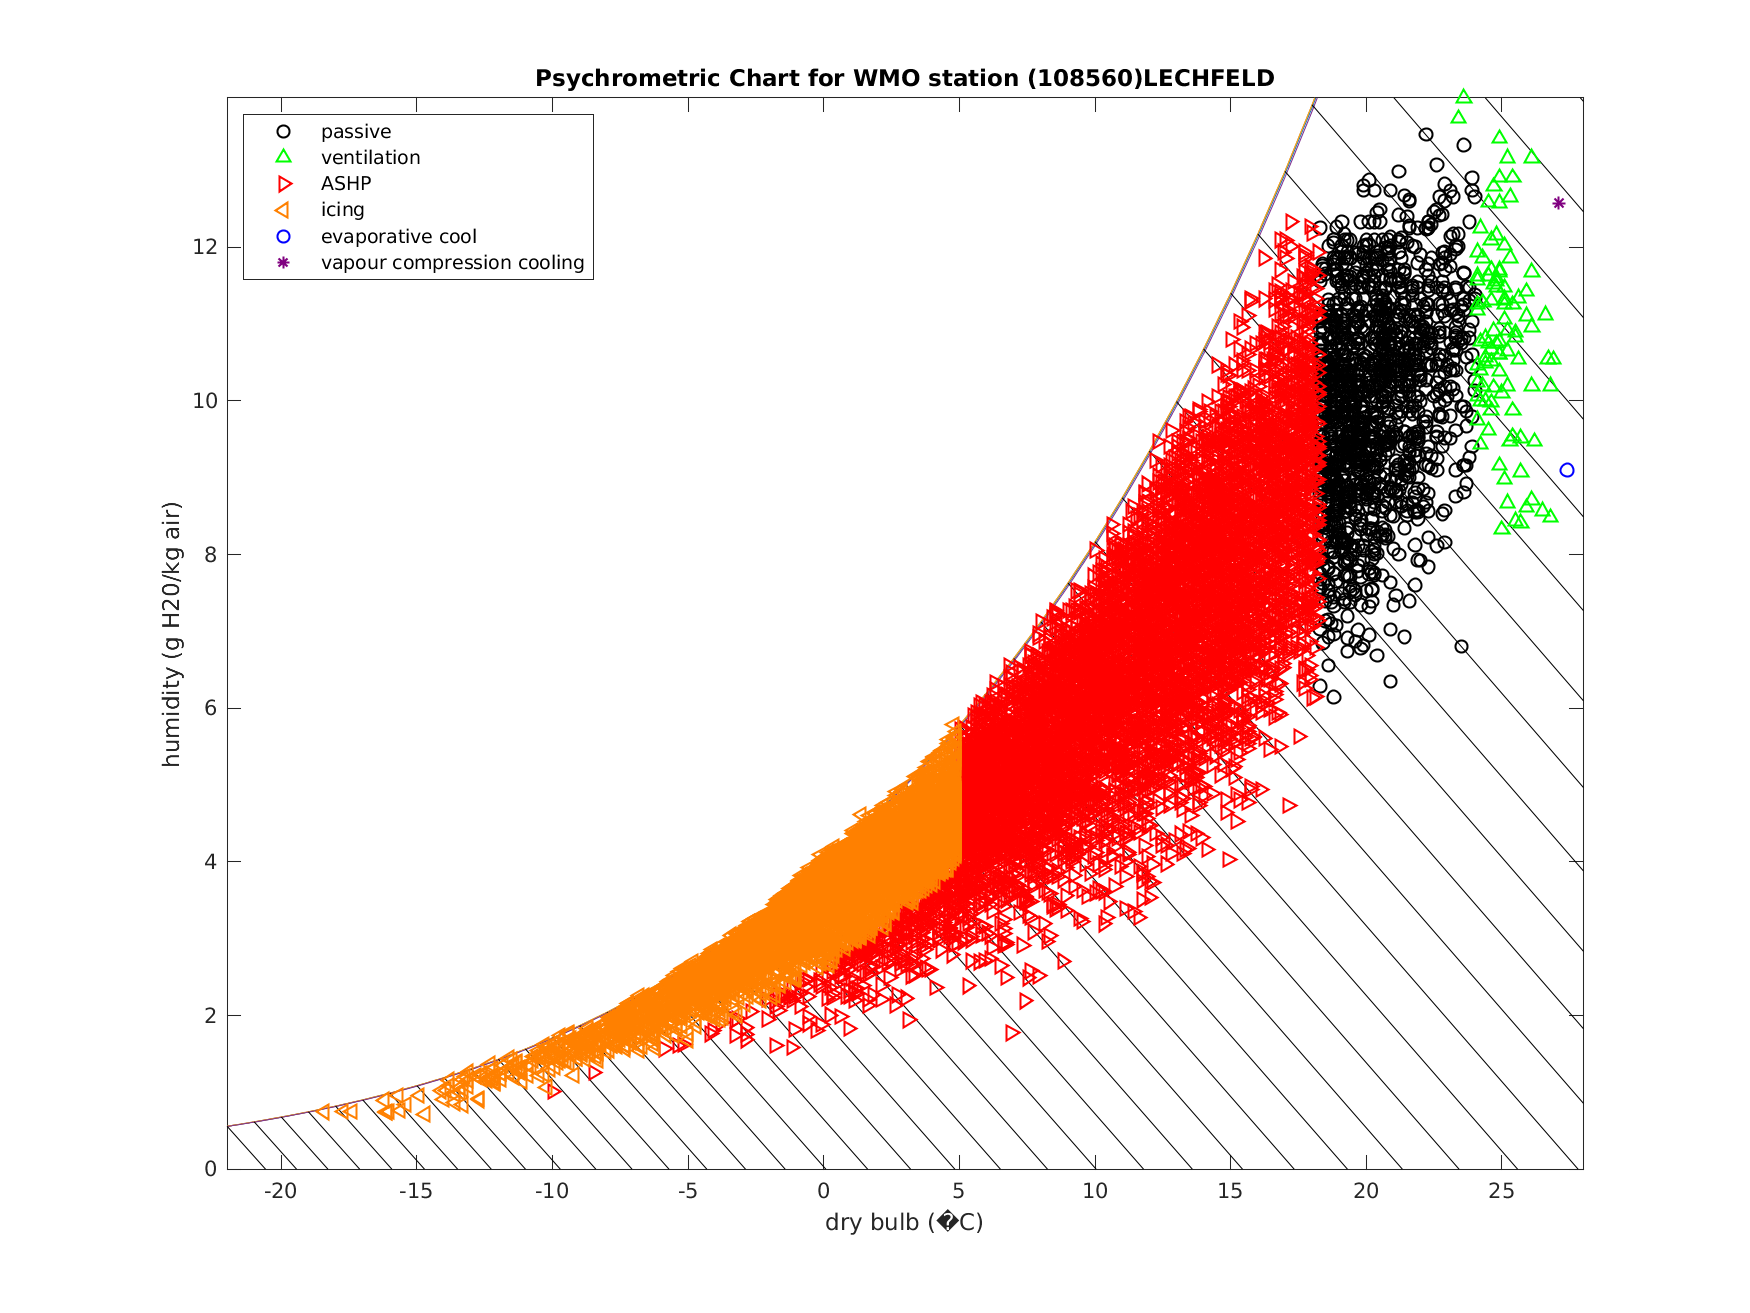 Psychrometric Chart for WMO station (108560)LECHFELD
passive
ventilation
ASHP
icing
evaporative cool
vapour compression cooling
humidity (g H20/kg air)
12
10
8
6
4
2
0
-20 -15 -10 -5 0 5 10 15 20 25
dry bulb (�C)